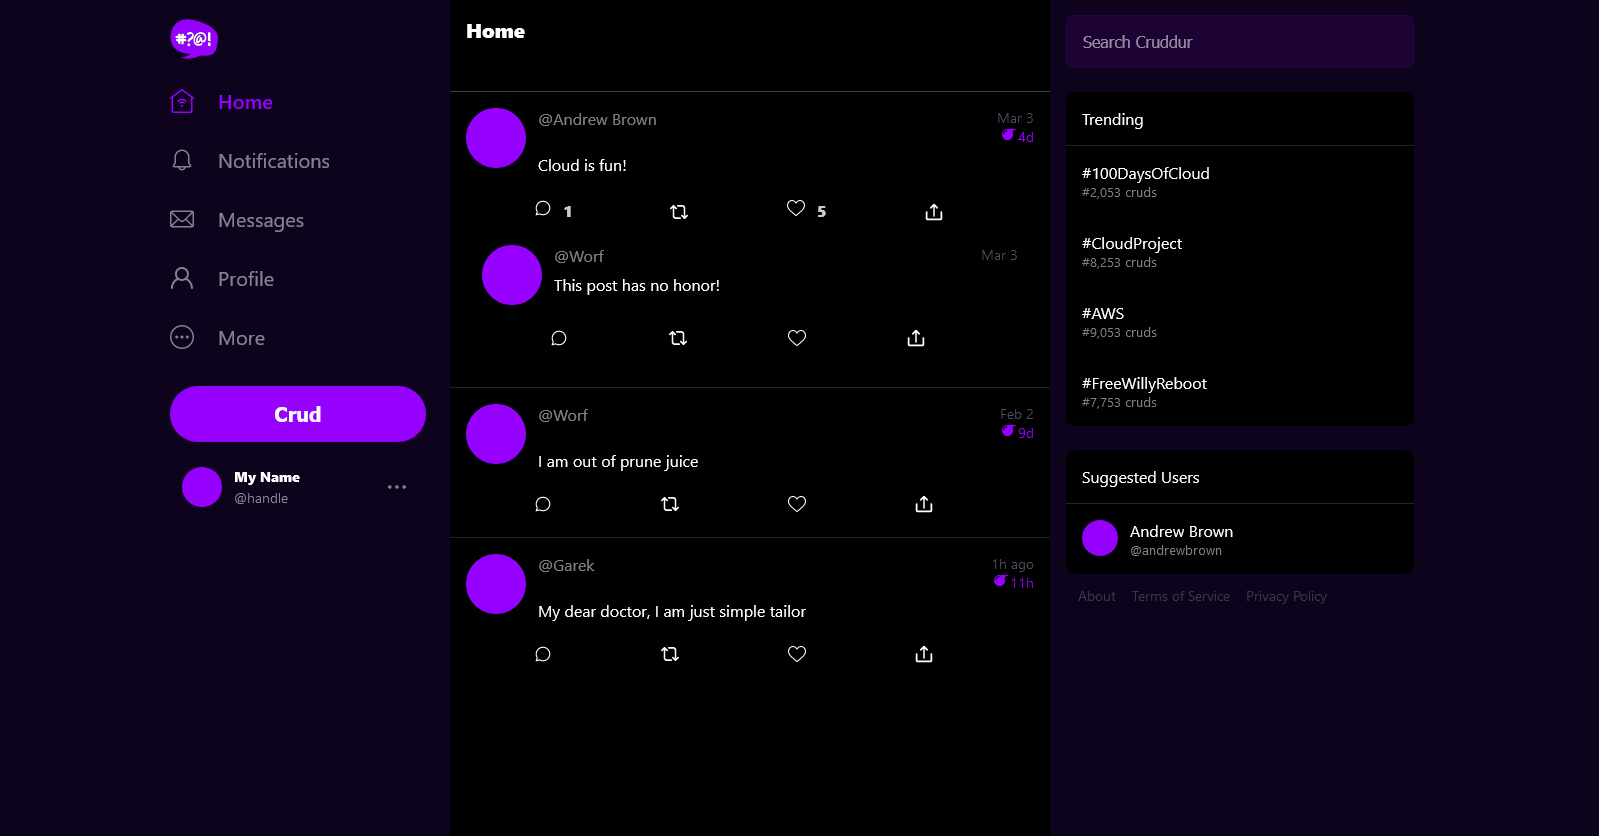 #?@!
Home
Notifications
Messages
Profile
More
Crud
My Name
@handle
Home
@Andrew Brown
Mar 3
4d
Cloud is fun!
1
5
@Worf
Mar 3
This post has no honor!
@Worf
Feb 2
9d
I am out of prune juice
@Garek
1h ago
11h
My dear doctor, I am just simple tailor
Search Cruddur
Trending
#100DaysOfCloud
#2,053 cruds
#CloudProject
#8,253 cruds
#AWS
#9,053 cruds
#FreeWillyReboot
#7,753 cruds
Suggested Users
Andrew Brown
@andrewbrown
About Terms of Service Privacy Policy